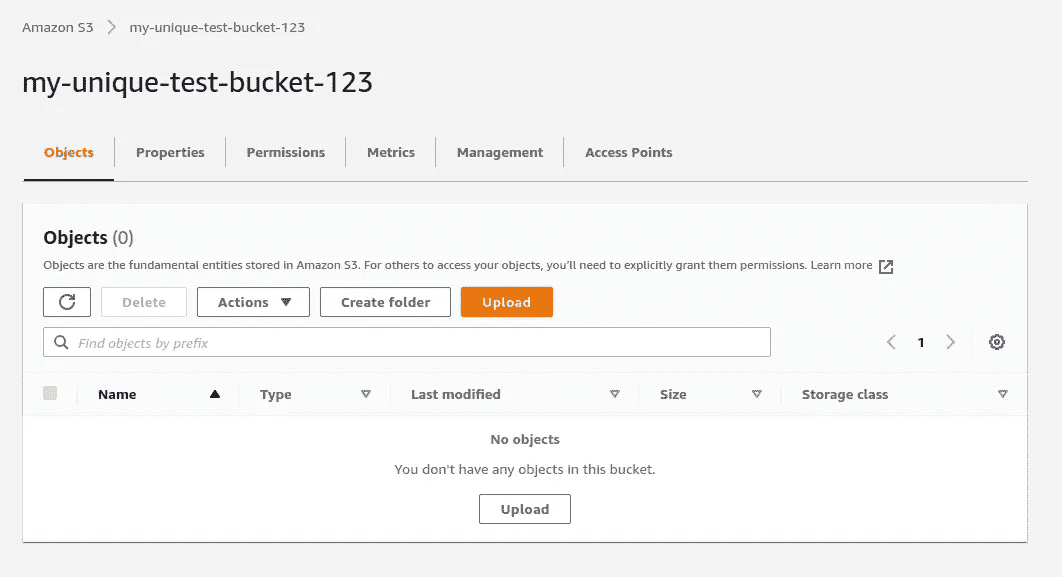 Amazon S3 my-unique-test-bucket-123
my-unique-test-bucket-123
Objects Properties Permissions Metrics Management Access Points
Objects (0)
Objects are the fundamental entities stored in Amazon S3. For others to access your objects, you'll need to explicitly grant them permissions. Learn more
Delete Actions Create folder Upload
Find objects by prefix 1
Name Type Last modified Size Storage class
No objects
You don't have any objects in this bucket.
Upload